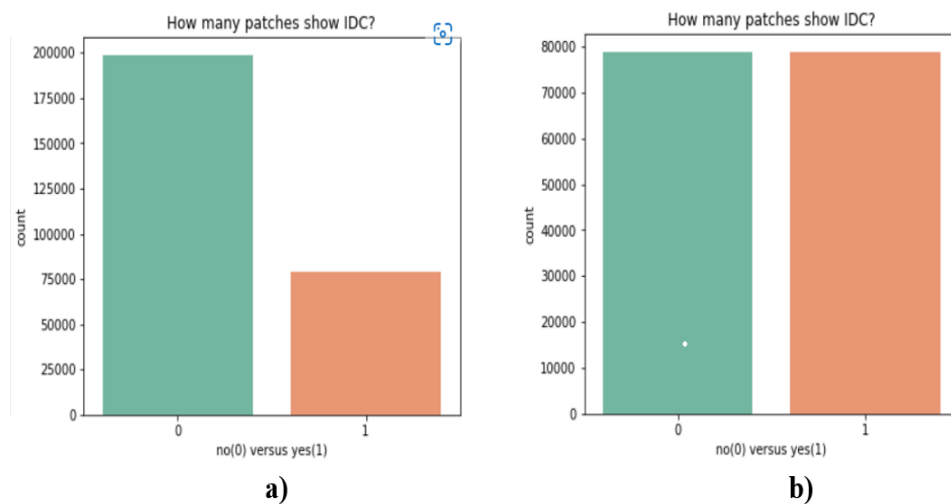 How many patches show IDC?
200000
175000
150000
125000
100000
75000
50000
25000
0
count
0 1
no(0) versus yes(1)
a)
How many patches show IDC?
80000
70000
60000
50000
40000
30000
20000
10000
0
count
0 1
no(0) versus yes(1)
b)